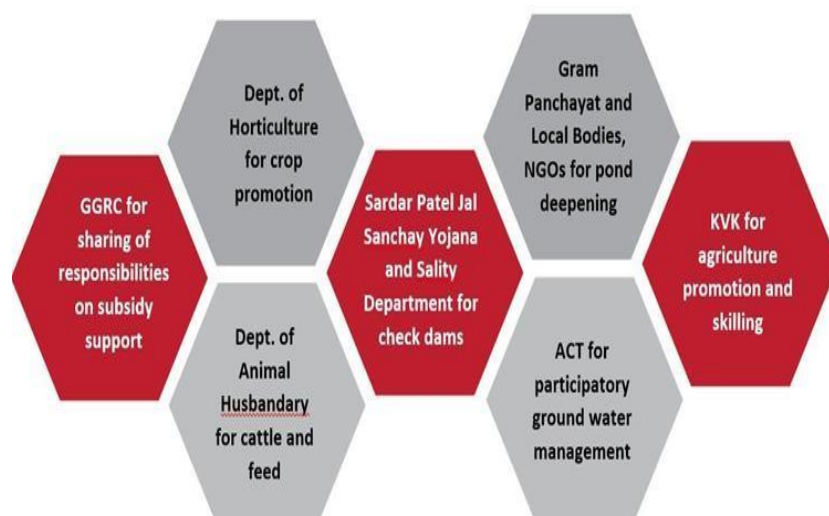 GGRC for
sharing of
responsibilities
on subsidy
support
Dept. of
Horticulture
for crop
promotion
Dept. of
Animal
Husbandary
for cattle and
feed
Sardar Patel Jal
Sanchay Yojana
and Sality
Department for
check dams
Gram
Panchayat and
Local Bodies,
NGOs for pond
deepening
ACT for
participatory
ground water
management
KVK for
agriculture
promotion and
skilling